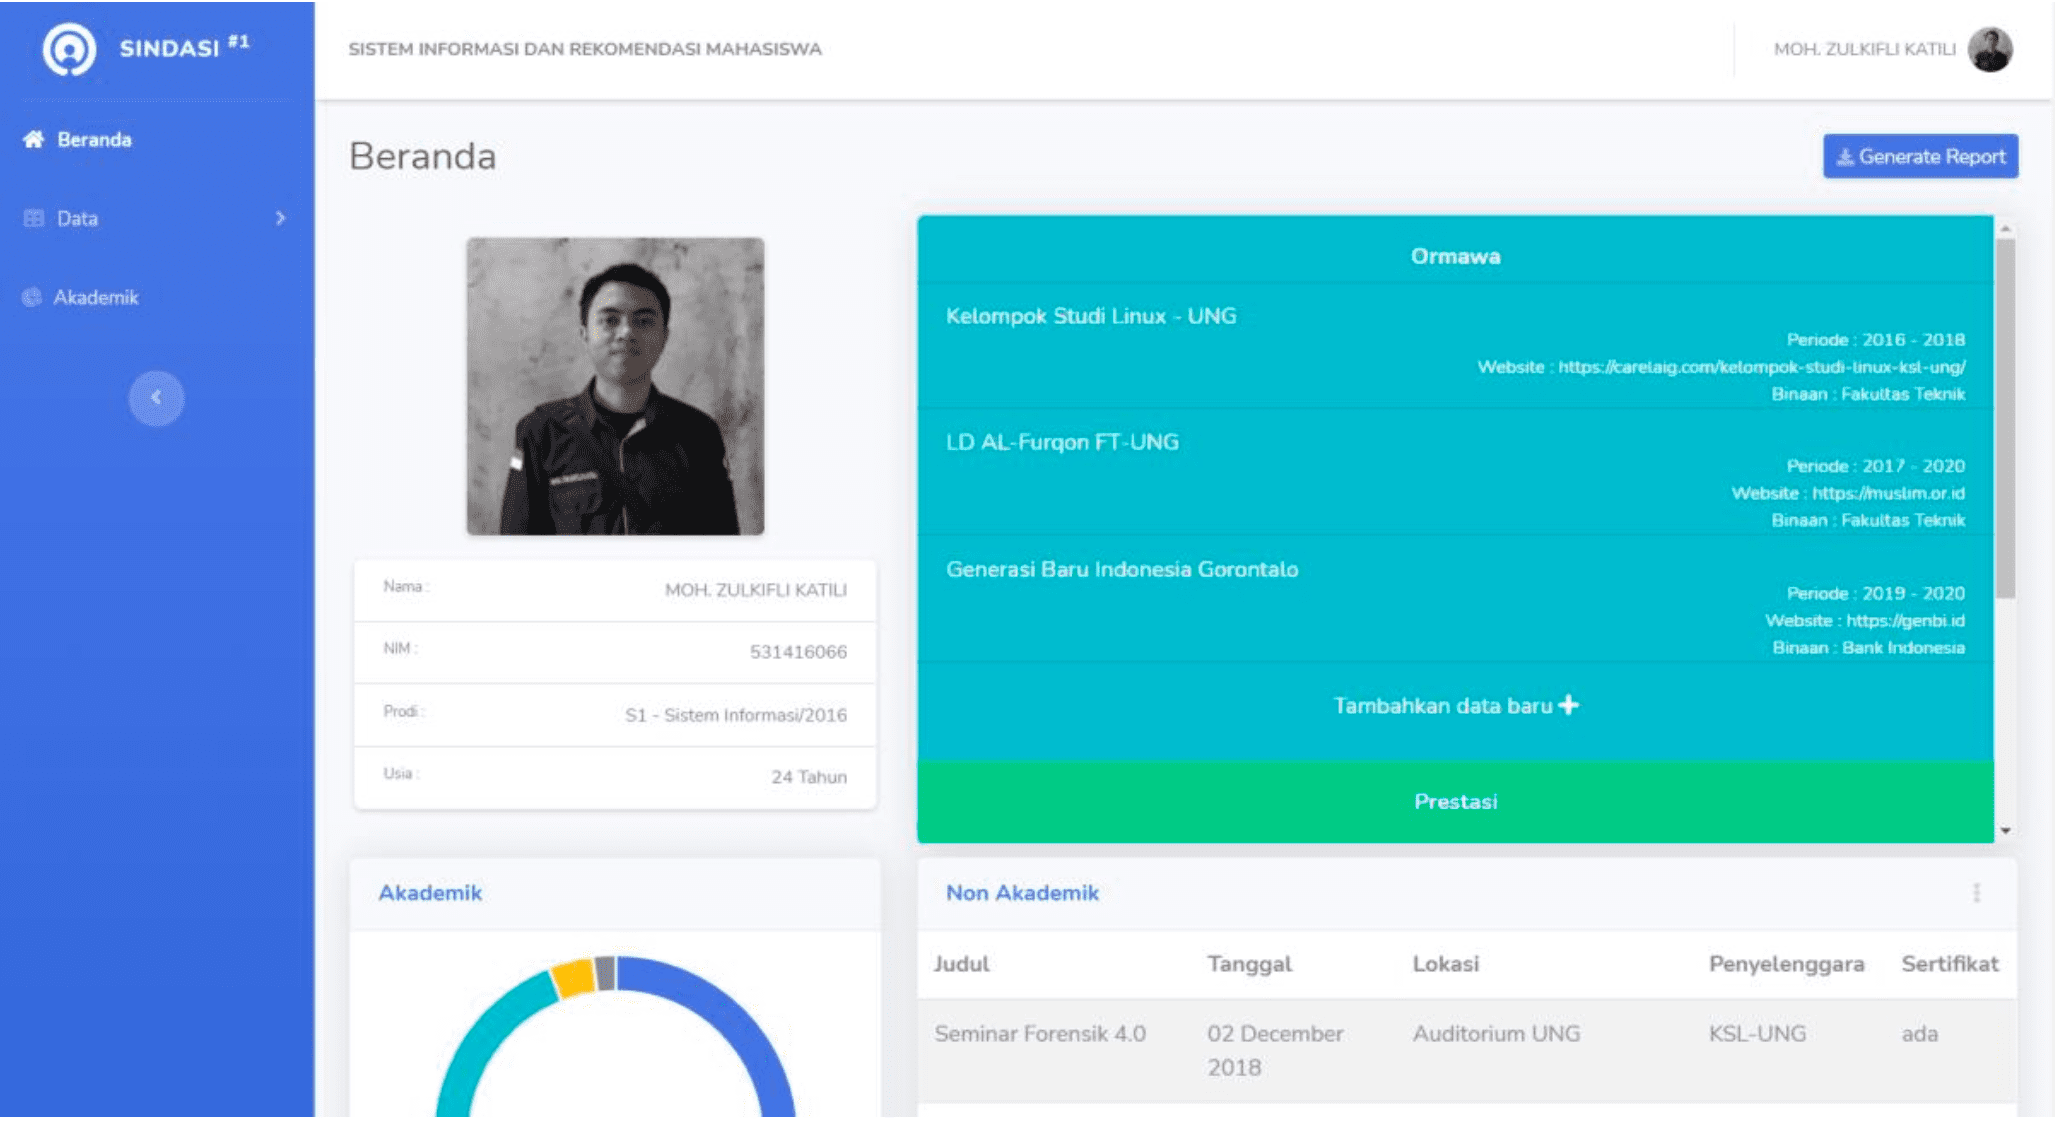 SINDASI #1
SISTEM INFORMASI DAN REKOMENDASI MAHASISWA
MOH. ZULKIFLI KATILI
Beranda
Data
Akademik
Beranda
Generate Report
Nama :
MOH. ZULKIFLI KATILI
NIM :
531416066
Prodi :
S1 - Sistem Informasi/2016
Usia :
24 Tahun
Ormawa
Kelompok Studi Linux - UNG
Periode : 2016 - 2018
Website : https://carelaig.com/kelompok-studi-linux-ksl-ung/
Binaan : Fakultas Teknik
LD AL-Furqon FT-UNG
Periode : 2017 - 2020
Website : https://muslim.or.id
Binaan : Fakultas Teknik
Generasi Baru Indonesia Gorontalo
Periode : 2019 - 2020
Website : https://genbi.id
Binaan : Bank Indonesia
Tambahkan data baru +
Prestasi
Akademik
Non Akademik
Judul Tanggal Lokasi Penyelenggara Sertifikat
Seminar Forensik 4.0 02 December Auditorium UNG KSL-UNG ada
2018